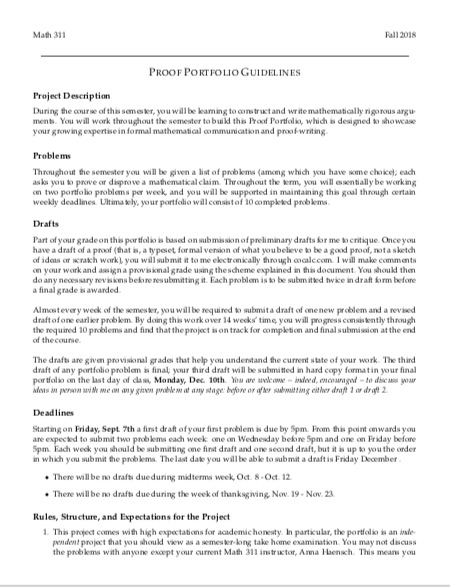 Math 311
Fall 2018
PROOF PORTFOLIO GUIDELINES
Project Description
During the course of this semester, you will be learning to construct and write mathematically rigorous argu-
ments. You will work throughout the semester to build this Proof Portfolio, which is designed to showcase
your growing expertise in formal mathematical communication and proof-writing.
Problems
Throughout the semester you will be given a list of problems (among which you have some choice); each
asks you to prove or disprove a mathematical claim. Throughout the term, you will essentially be working
on two portfolio problems per week, and you will be supported in maintaining this goal through certain
weekly deadlines. Ultimately, your portfolio will consist of 10 completed problems.
Drafts
Part of your grade on this portfolio is based on submission of preliminary drafts for me to critique. Once you
have a draft of a proof (that is, a typeset, formal version of what you believe to be a good proof, not a sketch
of ideas or scratch work), you will submit it to me electronically through cocalc.com. I will make comments
on your work and assign a provisional grade using the scheme explained in this document. You should then
do any necessary revisions before resubmitting it. Each problem is to be submitted twice in draft form before
a final grade is awarded.
Almost every week of the semester, you will be required to submit a draft of one new problem and a revised
draft of one earlier problem. By doing this work over 14 weeks' time, you will progress consistently through
the required 10 problems and find that the project is on track for completion and final submission at the end
of the course.
The drafts are given provisional grades that help you understand the current state of your work. The third
draft of any portfolio problem is final; your third draft will be submitted in hard copy format in your final
portfolio on the last day of class, Monday, Dec. 10th. You are welcome – indeed, encouraged – to discuss your
ideas in person with me on any given problem at any stage: before or after submitting either draft 1 or draft 2.
Deadlines
Starting on Friday, Sept. 7th a first draft of your first problem is due by 5pm. From this point onwards you
are expected to submit two problems each week: one on Wednesday before 5pm and one on Friday before
5pm. Each week you should be submitting one first draft and one second draft, but it is up to you the order
in which you submit the problems. The last date you will be able to submit a draft is Friday December .
• There will be no drafts due during midterms week, Oct. 8 - Oct. 12.
• There will be no drafts due during the week of thanksgiving, Nov. 19 - Nov. 23.
Rules, Structure, and Expectations for the Project
1. This project comes with high expectations for academic honesty. In particular, the portfolio is an inde-
pendent project that you should view as a semester-long take home examination. You may not discuss
the problems with anyone except your current Math 311 instructor, Anna Haensch. This means you